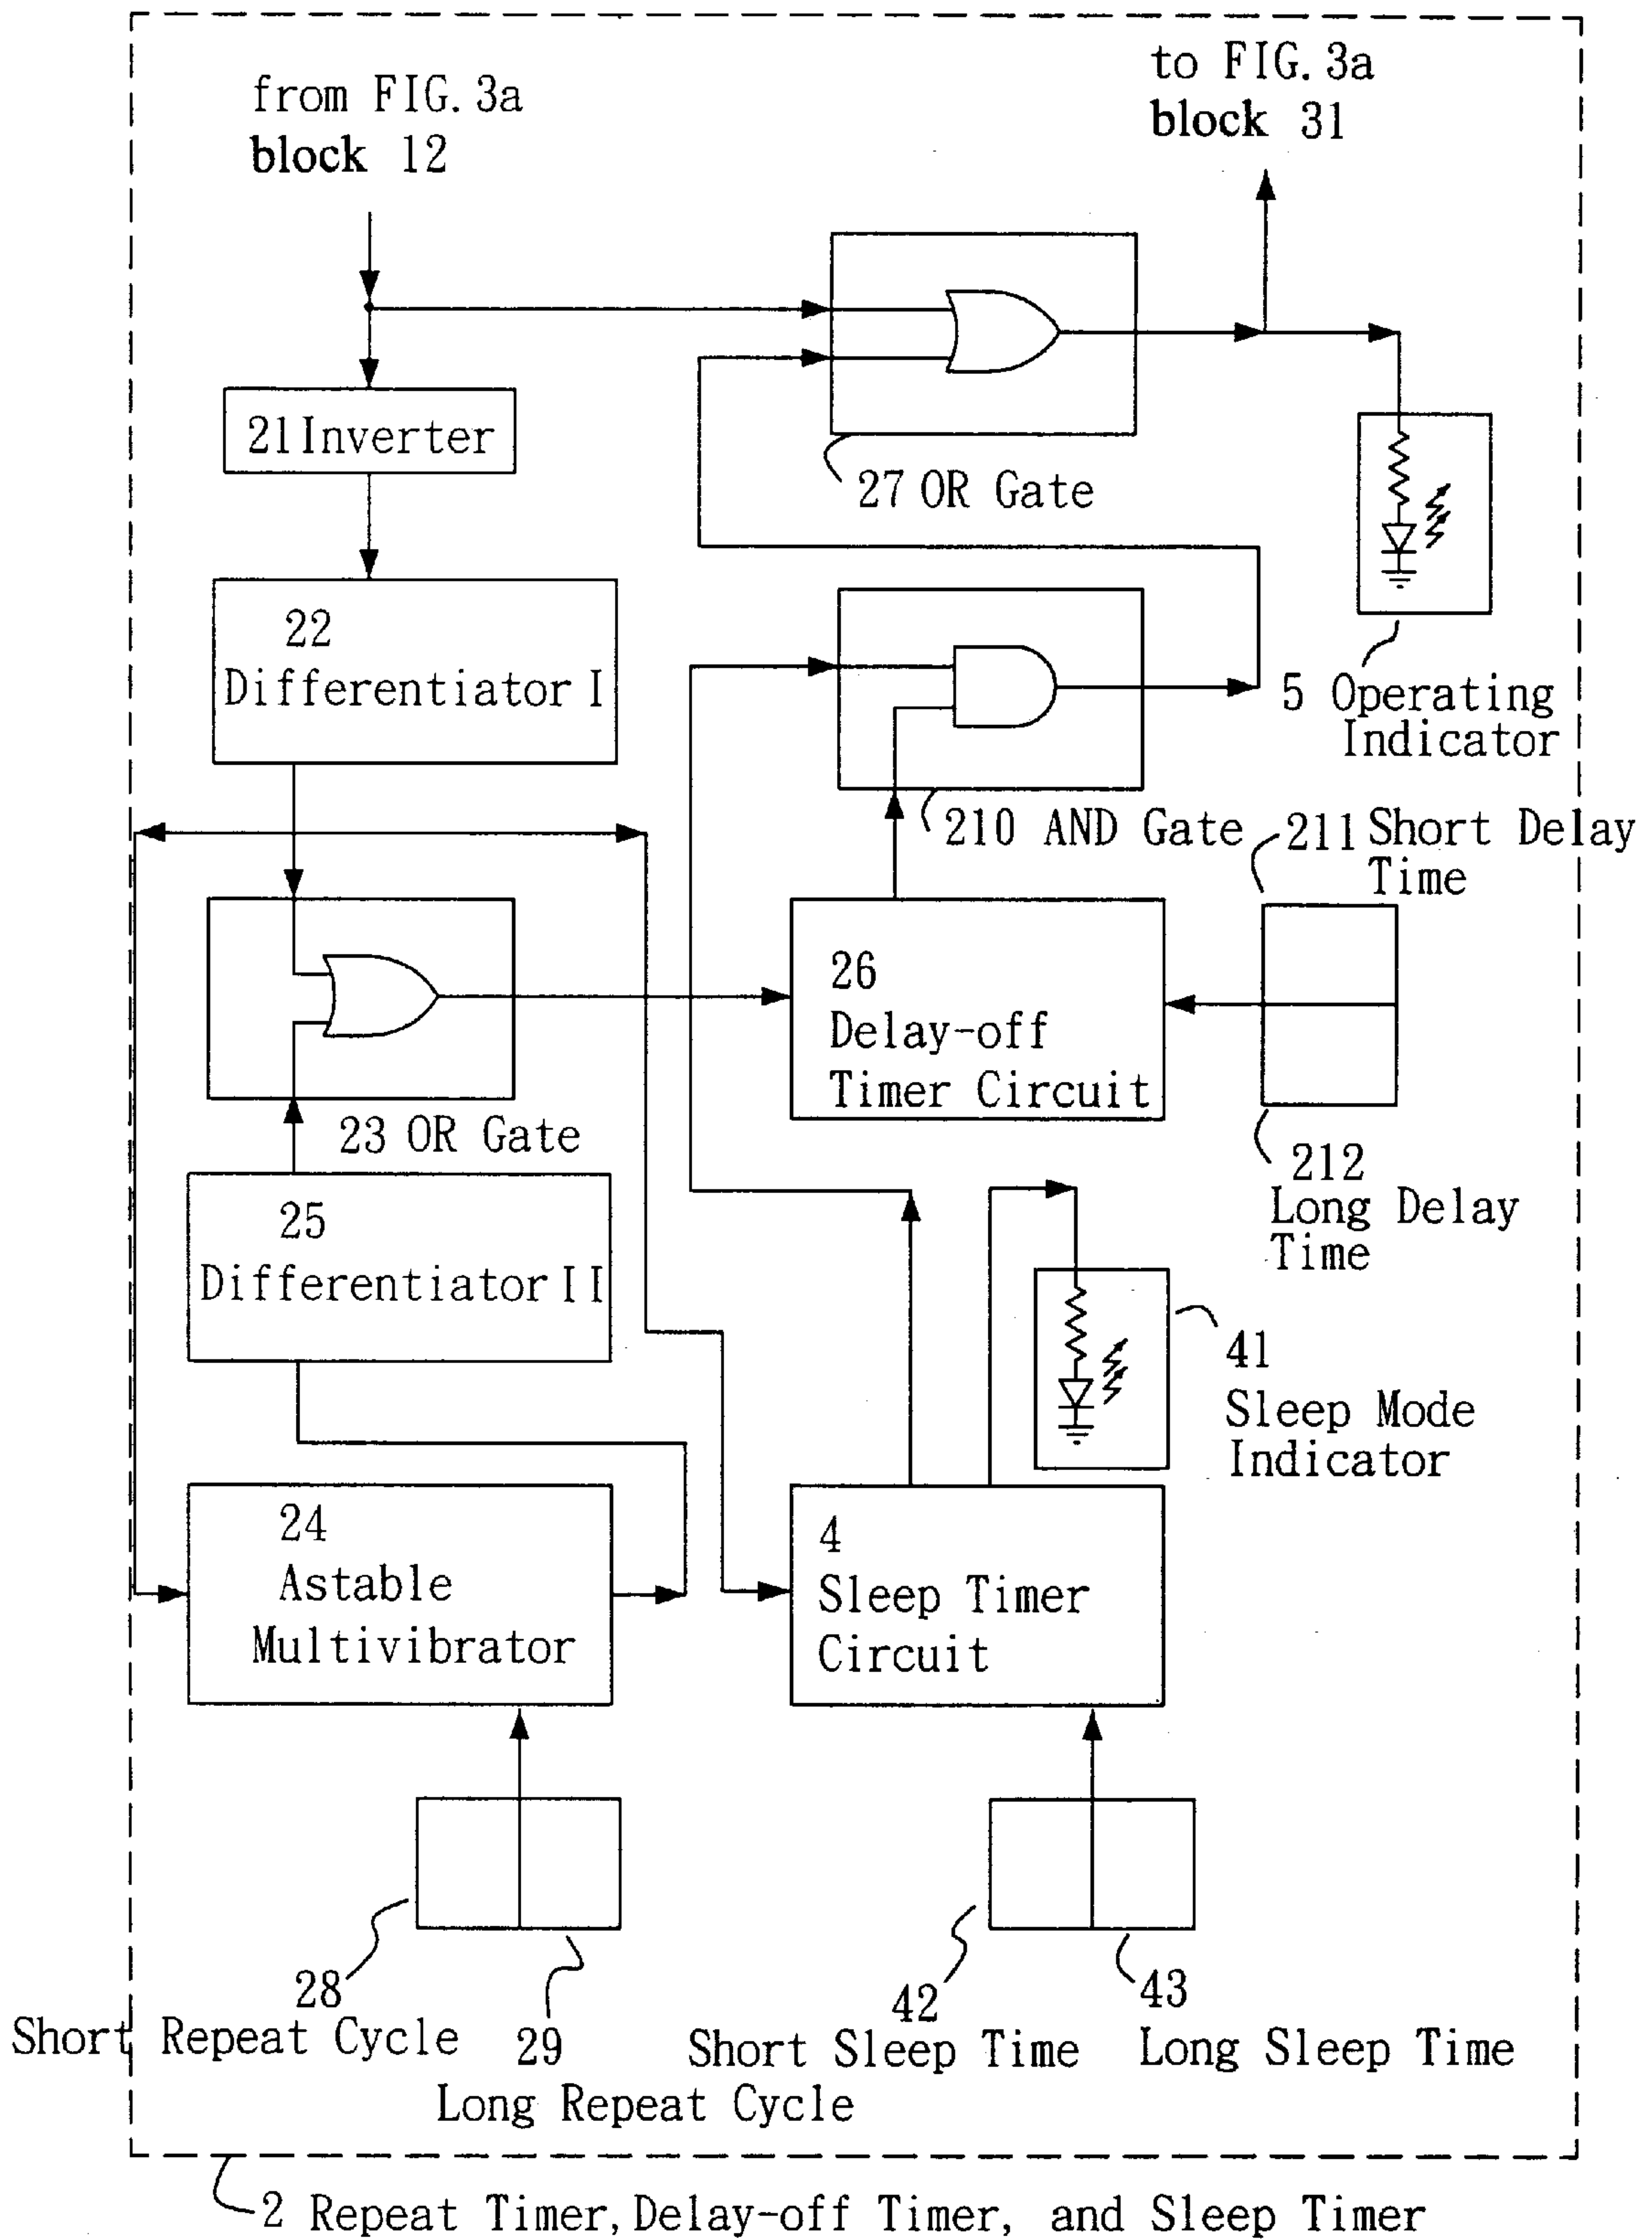 from FIG. 3a
block 12
to FIG. 3a
block 31
21 Inverter
27 OR Gate
22
Differentiator I
5 Operating
Indicator
210 AND Gate
211 Short Delay
Time
26
Delay-off
Timer Circuit
23 OR Gate
212
Long Delay
Time
25
Differentiator II
41
Sleep Mode
Indicator
24
Astable
Multivibrator
4
Sleep Timer
Circuit
28
Short Repeat Cycle
29
Long Repeat Cycle
42
Short Sleep Time
43
Long Sleep Time
2 Repeat Timer, Delay-off Timer, and Sleep Timer